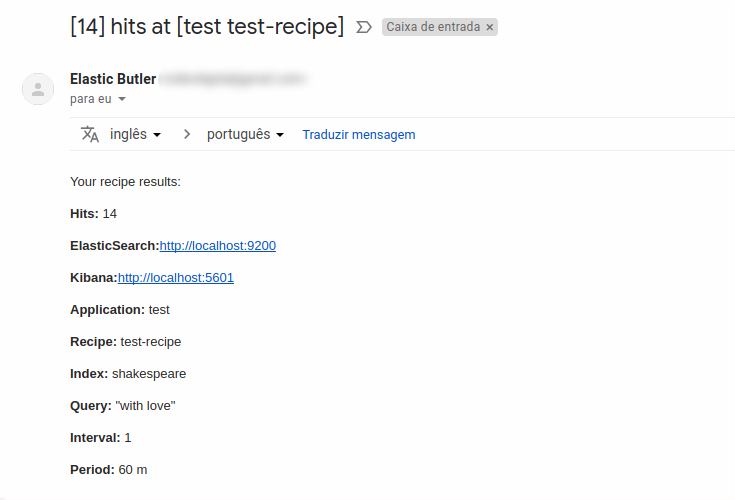 [14] hits at [test test-recipe] Caixa de entrada ×
Elastic Butler
para eu
inglês > português Traduzir mensagem
Your recipe results:
Hits: 14
ElasticSearch:http://localhost:9200
Kibana:http://localhost:5601
Application: test
Recipe: test-recipe
Index: shakespeare
Query: "with love"
Interval: 1
Period: 60 m